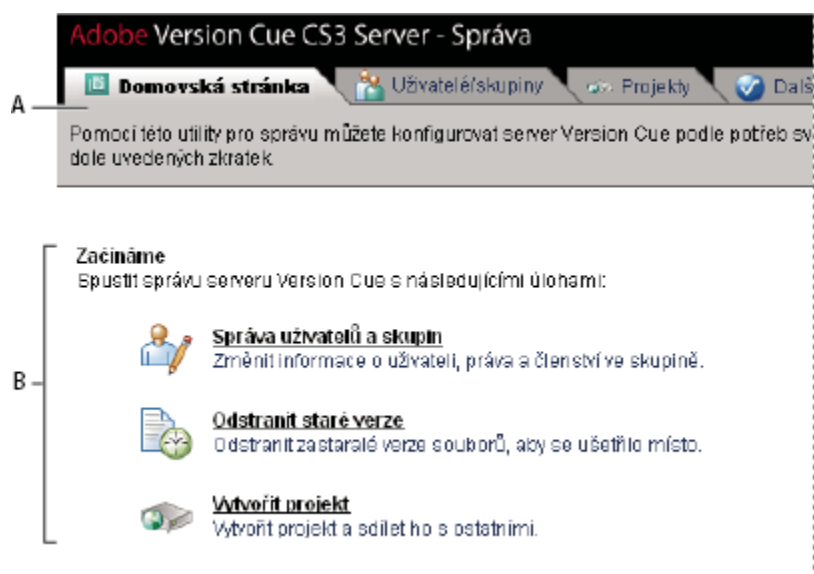 Adobe Version Cue CS3 Server - Správa
Domovská stránka Uživatelé/skupiny Projekty Dalš
A
Pomocí této utility pro správu můžete konfigurovat server Version Cue podle potřeb sv
dole uvedených zkratek.
Začínáme
Spustit správu serveru Version Cue s následujícími úlohami:
B
Správa uživatelů a skupin
Změnit informace o uživateli, práva a členství ve skupině.
Odstranit staré verze
Odstranit zastaralé verze souborů, aby se ušetřilo místo.
Vytvořit projekt
Vytvořit projekt a sdílet ho s ostatními.